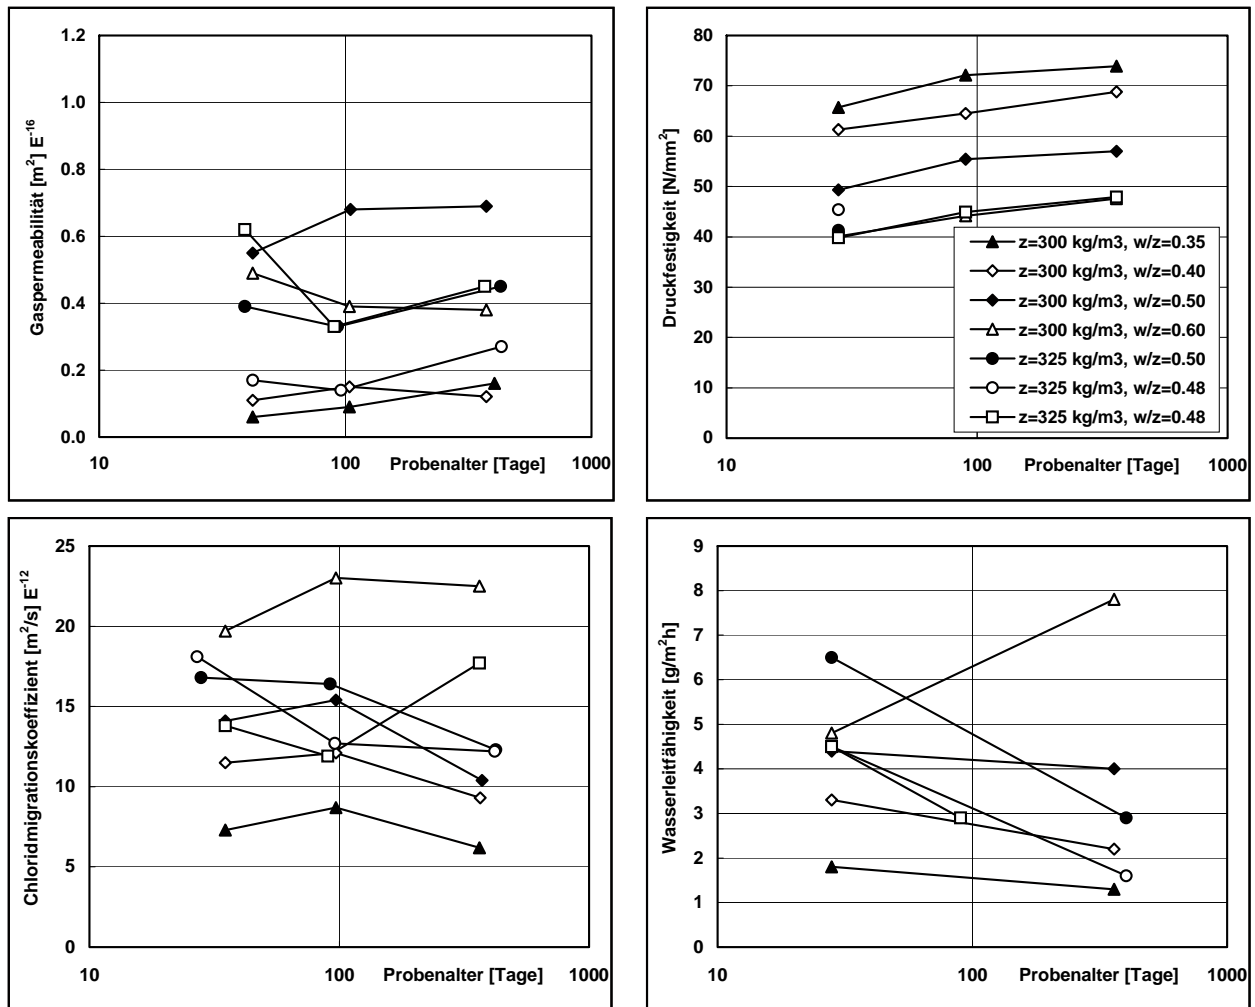 Gaspermeabilität [m²] E⁻¹⁶
1.2
1.0
0.8
0.6
0.4
0.2
0.0
10
100
Probenalter [Tage]
1000
Druckfestigkeit [N/mm²]
80
70
60
50
40
30
20
10
0
10
100
Probenalter [Tage]
1000
z=300 kg/m3, w/z=0.35
z=300 kg/m3, w/z=0.40
z=300 kg/m3, w/z=0.50
z=300 kg/m3, w/z=0.60
z=325 kg/m3, w/z=0.50
z=325 kg/m3, w/z=0.48
z=325 kg/m3, w/z=0.48
Chloridmigrationskoeffizient [m²/s] E⁻¹²
25
20
15
10
5
0
10
100
Probenalter [Tage]
1000
Wasserleitfähigkeit [g/m²h]
9
8
7
6
5
4
3
2
1
0
10
100
Probenalter [Tage]
1000